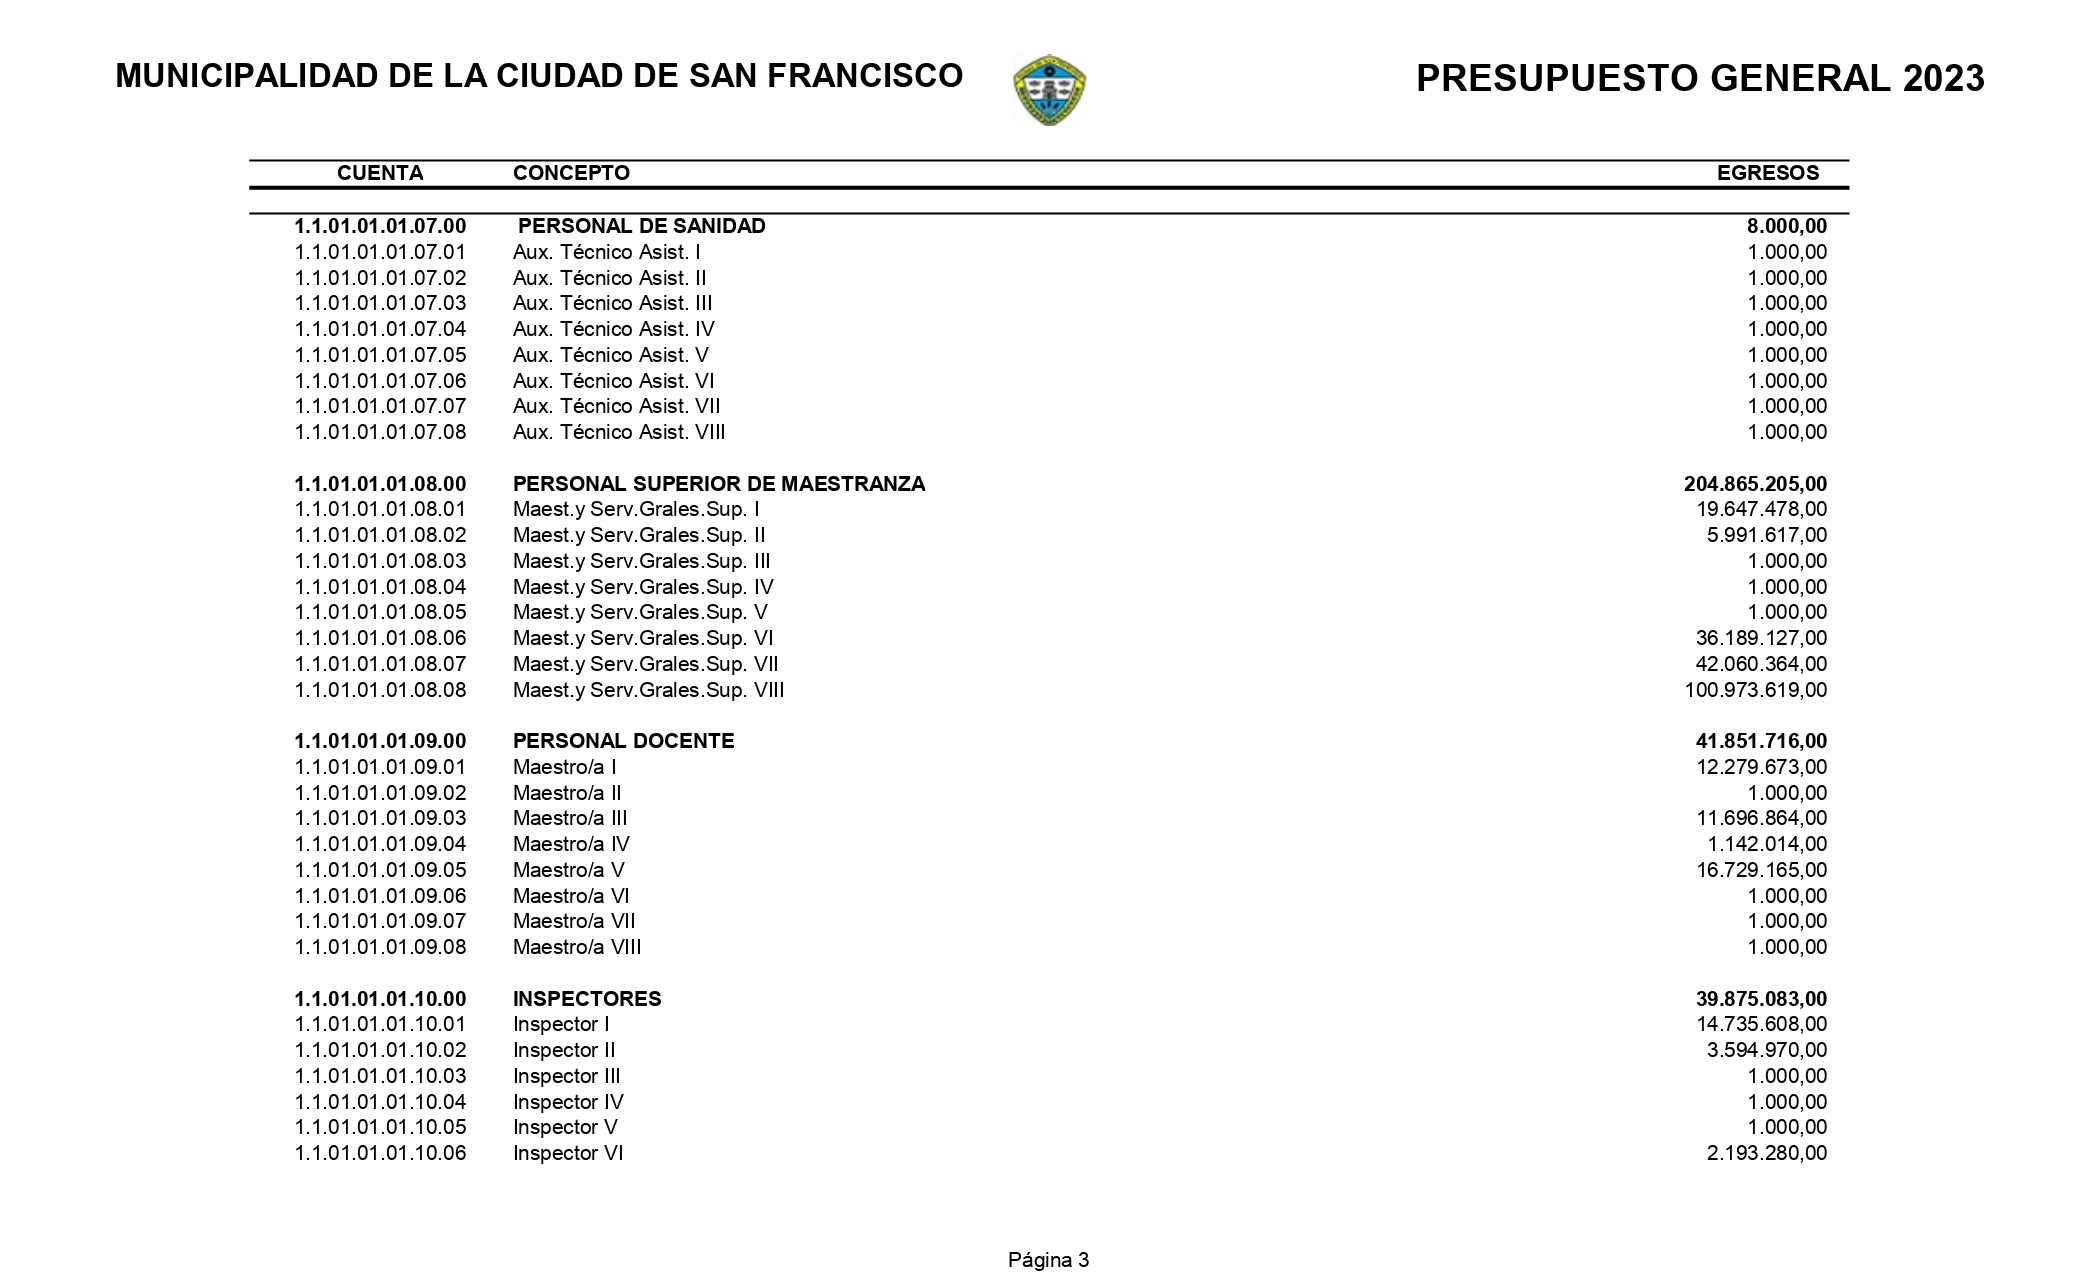 MUNICIPALIDAD DE LA CIUDAD DE SAN FRANCISCO PRESUPUESTO GENERAL 2023
CUENTA CONCEPTO EGRESOS
1.1.01.01.01.07.00 PERSONAL DE SANIDAD 8.000,00
1.1.01.01.01.07.01 Aux. Técnico Asist. I 1.000,00
1.1.01.01.01.07.02 Aux. Técnico Asist. II 1.000,00
1.1.01.01.01.07.03 Aux. Técnico Asist. III 1.000,00
1.1.01.01.01.07.04 Aux. Técnico Asist. IV 1.000,00
1.1.01.01.01.07.05 Aux. Técnico Asist. V 1.000,00
1.1.01.01.01.07.06 Aux. Técnico Asist. VI 1.000,00
1.1.01.01.01.07.07 Aux. Técnico Asist. VII 1.000,00
1.1.01.01.01.07.08 Aux. Técnico Asist. VIII 1.000,00
1.1.01.01.01.08.00 PERSONAL SUPERIOR DE MAESTRANZA 204.865.205,00
1.1.01.01.01.08.01 Maest.y Serv.Grales.Sup. I 19.647.478,00
1.1.01.01.01.08.02 Maest.y Serv.Grales.Sup. II 5.991.617,00
1.1.01.01.01.08.03 Maest.y Serv.Grales.Sup. III 1.000,00
1.1.01.01.01.08.04 Maest.y Serv.Grales.Sup. IV 1.000,00
1.1.01.01.01.08.05 Maest.y Serv.Grales.Sup. V 1.000,00
1.1.01.01.01.08.06 Maest.y Serv.Grales.Sup. VI 36.189.127,00
1.1.01.01.01.08.07 Maest.y Serv.Grales.Sup. VII 42.060.364,00
1.1.01.01.01.08.08 Maest.y Serv.Grales.Sup. VIII 100.973.619,00
1.1.01.01.01.09.00 PERSONAL DOCENTE 41.851.716,00
1.1.01.01.01.09.01 Maestro/a I 12.279.673,00
1.1.01.01.01.09.02 Maestro/a II 1.000,00
1.1.01.01.01.09.03 Maestro/a III 11.696.864,00
1.1.01.01.01.09.04 Maestro/a IV 1.142.014,00
1.1.01.01.01.09.05 Maestro/a V 16.729.165,00
1.1.01.01.01.09.06 Maestro/a VI 1.000,00
1.1.01.01.01.09.07 Maestro/a VII 1.000,00
1.1.01.01.01.09.08 Maestro/a VIII 1.000,00
1.1.01.01.01.10.00 INSPECTORES 39.875.083,00
1.1.01.01.01.10.01 Inspector I 14.735.608,00
1.1.01.01.01.10.02 Inspector II 3.594.970,00
1.1.01.01.01.10.03 Inspector III 1.000,00
1.1.01.01.01.10.04 Inspector IV 1.000,00
1.1.01.01.01.10.05 Inspector V 1.000,00
1.1.01.01.01.10.06 Inspector VI 2.193.280,00
Página 3